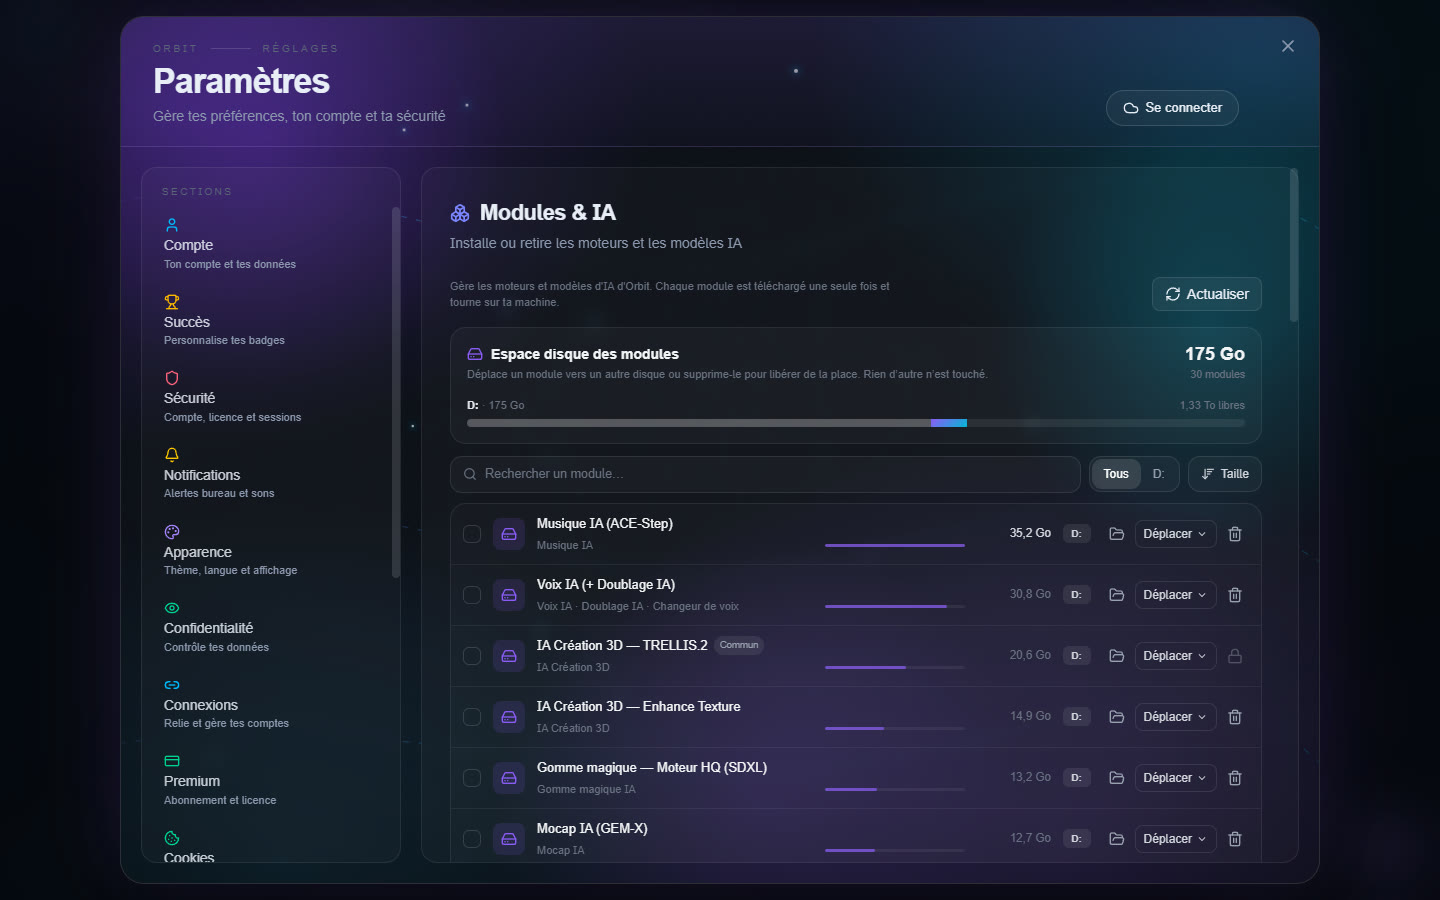 ORBIT RÉGLAGES
Paramètres
Gère tes préférences, ton compte et ta sécurité
Se connecter
SECTIONS
Compte
Ton compte et tes données
Succès
Personnalise tes badges
Sécurité
Compte, licence et sessions
Notifications
Alertes bureau et sons
Apparence
Thème, langue et affichage
Confidentialité
Contrôle tes données
Connexions
Relie et gère tes comptes
Premium
Abonnement et licence
Cookies
Modules & IA
Installe ou retire les moteurs et les modèles IA
Gère les moteurs et modèles d'IA d'Orbit. Chaque module est téléchargé une seule fois et
tourne sur ta machine.
Actualiser
Espace disque des modules
175 Go
Déplace un module vers un autre disque ou supprime-le pour libérer de la place. Rien d'autre n'est touché.
30 modules
D: · 175 Go
1,33 To libres
Rechercher un module…
Tous
D:
Taille
Musique IA (ACE-Step)
Musique IA
35,2 Go
D:
Déplacer
Voix IA (+ Doublage IA)
Voix IA · Doublage IA · Changeur de voix
30,8 Go
D:
Déplacer
IA Création 3D — TRELLIS.2
Commun
IA Création 3D
20,6 Go
D:
Déplacer
IA Création 3D — Enhance Texture
IA Création 3D
14,9 Go
D:
Déplacer
Gomme magique — Moteur HQ (SDXL)
Gomme magique IA
13,2 Go
D:
Déplacer
Mocap IA (GEM-X)
Mocap IA
12,7 Go
D:
Déplacer